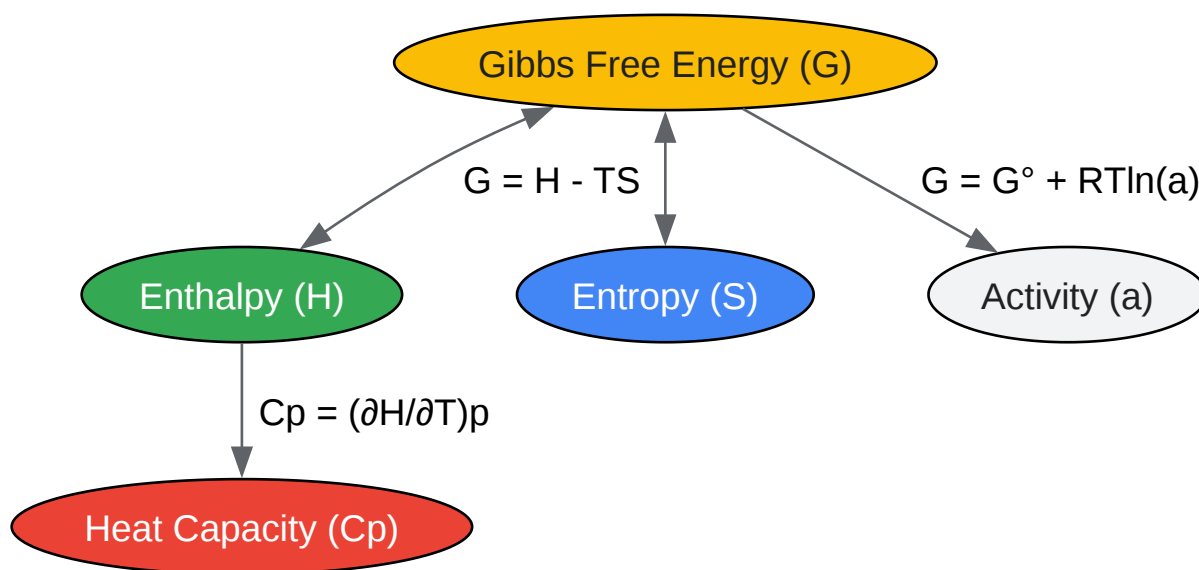 Gibbs Free Energy (G)
G = H - TS
G = G° + RTln(a)
Enthalpy (H)
Entropy (S)
Activity (a)
Cp = (∂H/∂T)p
Heat Capacity (Cp)